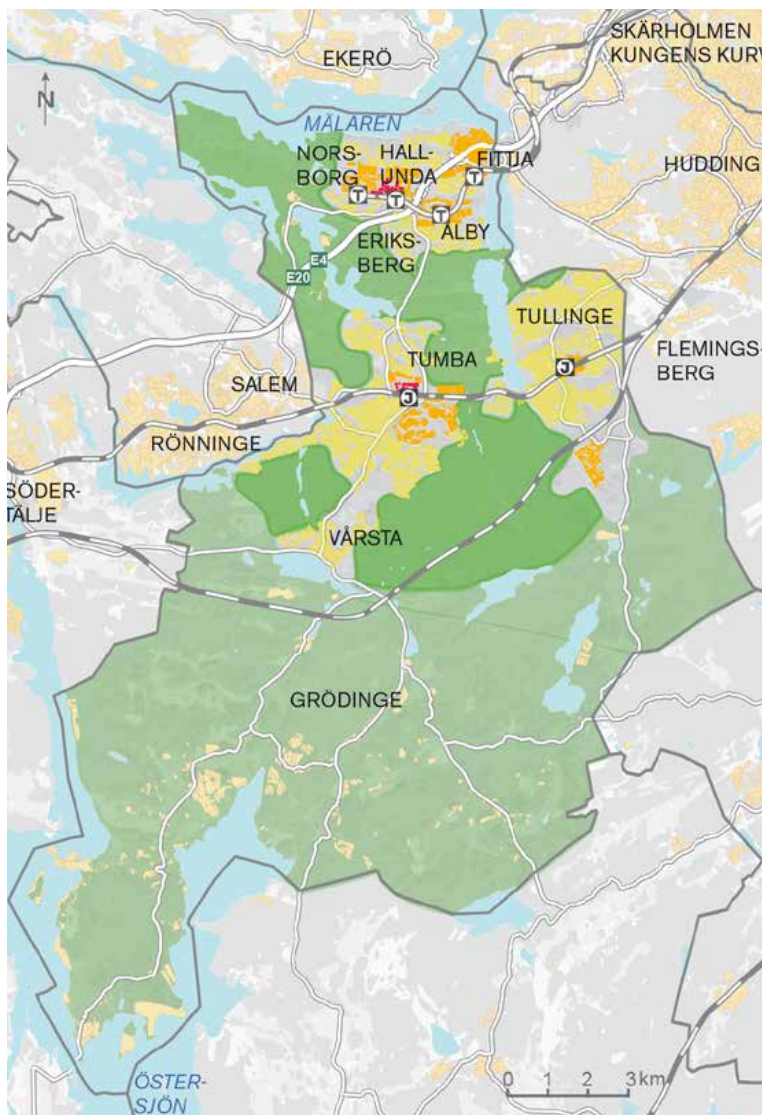 SKÄRHOLMEN
KUNGENS KURV
EKERÖ
N
MÄLAREN
NORS-
BORG
HALL-
UNDA
FITTJA
HUDDING
T
T
T
T
ALBY
ERIKS-
BERG
E4
E20
TULLINGE
TUMBA
J
FLEMINGS-
BERG
SALEM
J
RÖNNINGE
SÖDER-
TÄLJE
VÅRSTA
GRÖDINGE
ÖSTER-
SJÖN
0 1 2 3 km